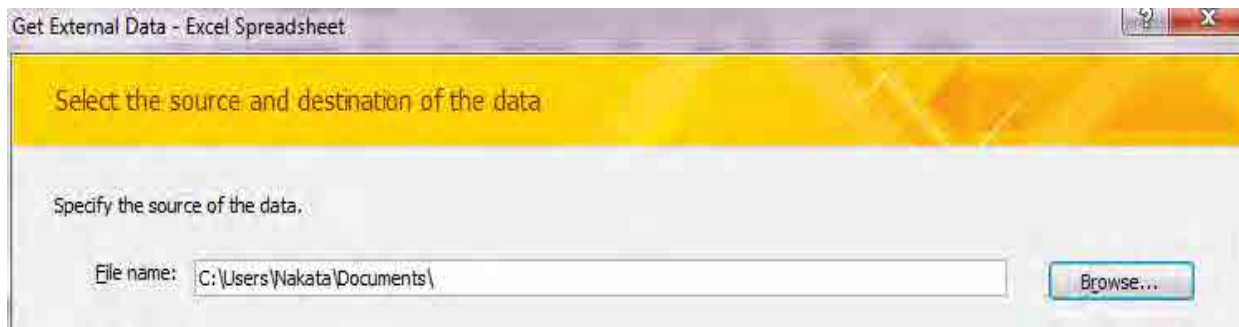 Get External Data - Excel Spreadsheet
Select the source and destination of the data
Specify the source of the data.
File name: C:\Users\Nakata\Documents\ Browse...